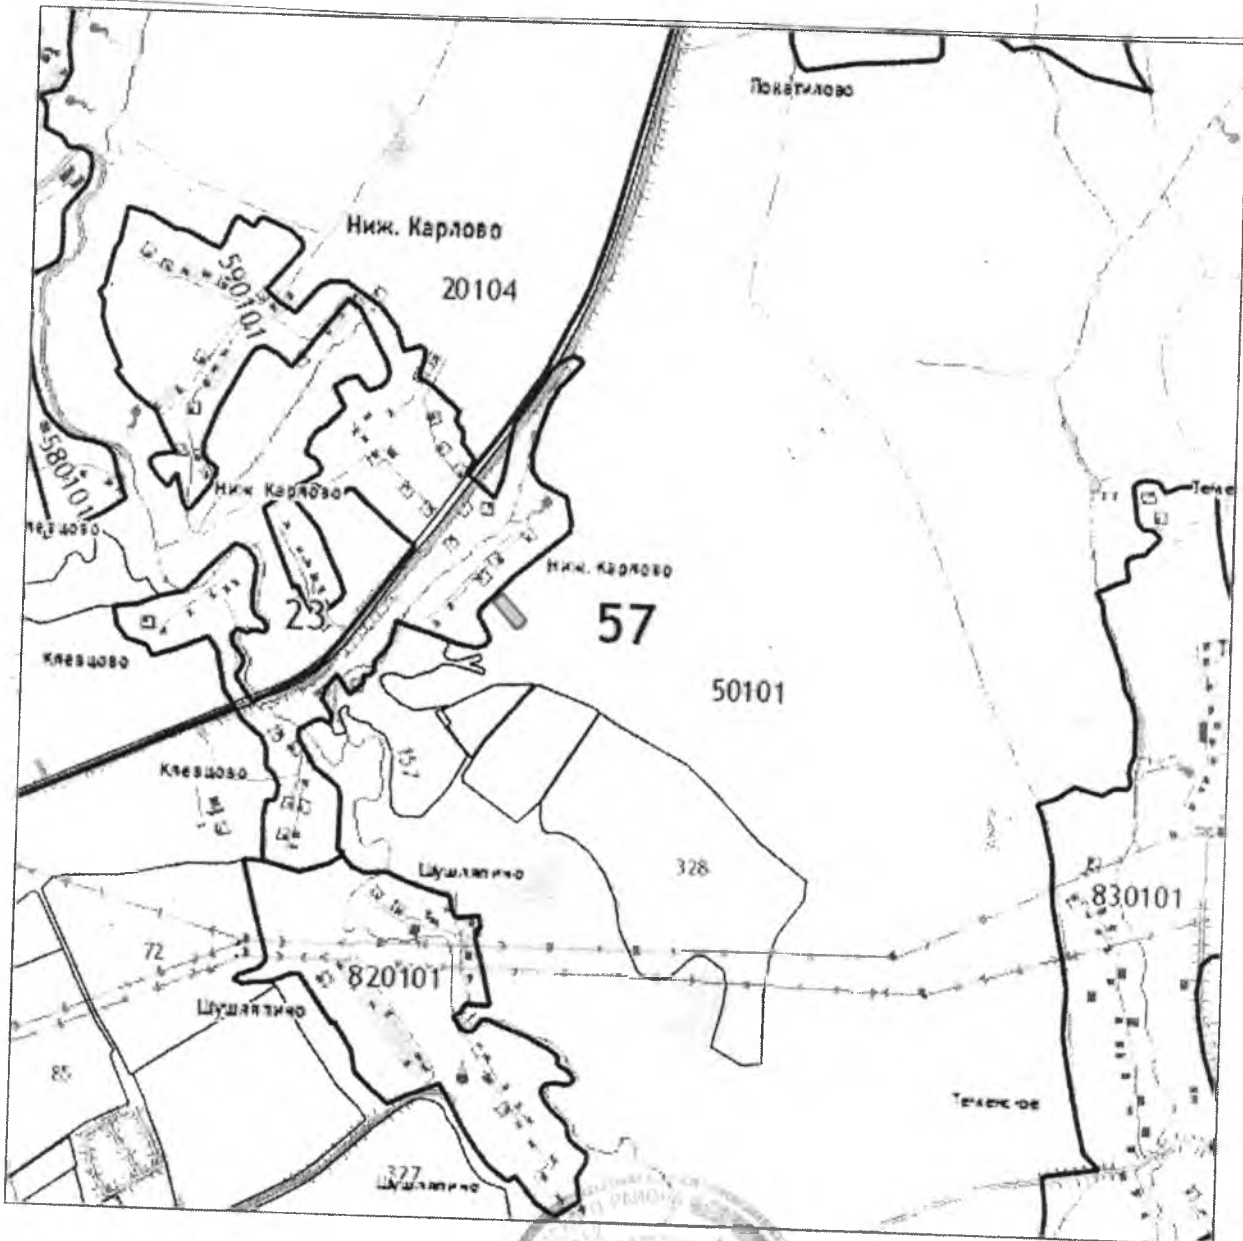 Покатилово
Ниж. Карлово
20104
590101
580101
Ниж Карлово
Ниж. Карлово
23
57
Клевцово
50101
Клевцово
157
Шушляпино
328
830101
72
820101
Шушляпино
85
Теменское
327
Шушляпино